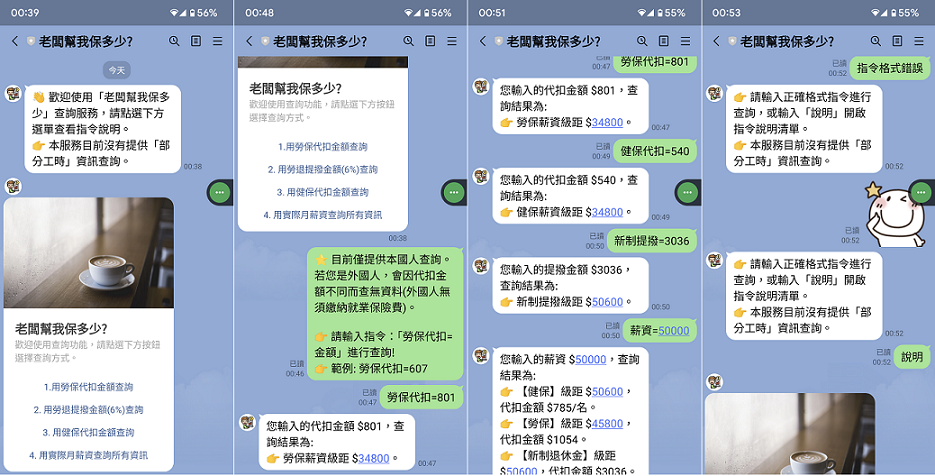 00:39
56%
老闆幫我保多少?
今天
👋 歡迎使用「老闆幫我保多
少」查詢服務，請點選下方
選單查看指令說明。
👉 本服務目前沒有提供「部
分工時」資訊查詢。
00:38
老闆幫我保多少?
歡迎使用查詢功能，請點選下方按鈕
選擇查詢方式。
1.用勞保代扣金額查詢
2. 用勞退提撥金額(6%)查詢
3. 用健保代扣金額查詢
4. 用實際月薪資查詢所有資訊
00:48
56%
老闆幫我保多少?
老闆幫我保多少?
歡迎使用查詢功能，請點選下方按鈕
選擇查詢方式。
1.用勞保代扣金額查詢
2. 用勞退提撥金額(6%)查詢
3. 用健保代扣金額查詢
4. 用實際月薪資查詢所有資訊
00:38
⭐ 目前僅提供本國人查詢。
若您是外國人，會因代扣金
額不同而查無資料(外國人無
須繳納就業保險費)。
👉 請輸入指令：「勞保代扣=
金額」進行查詢!
👉 範例: 勞保代扣=607
已讀
00:46
已讀
00:47
勞保代扣=801
您輸入的代扣金額 $801，查
詢結果為:
👉 勞保薪資級距 $34800。
00:47
00:51
55%
老闆幫我保多少?
已讀
00:47
勞保代扣=801
您輸入的代扣金額 $801，查
詢結果為:
👉 勞保薪資級距 $34800。
00:47
已讀
00:49
健保代扣=540
您輸入的代扣金額 $540，查
詢結果為:
👉 健保薪資級距 $34800。
00:49
已讀
00:50
新制提撥=3036
您輸入的提撥金額 $3036，
查詢結果為:
👉 新制提撥級距 $50600。
00:50
已讀
00:50
薪資=50000
您輸入的薪資 $50000，查詢
結果為:
👉 【健保】級距 $50600，
代扣金額 $785/名。
👉 【勞保】級距 $45800，
代扣金額 $1054。
👉 【新制退休金】級距
$50600，代扣金額 $3036。
00:53
55%
老闆幫我保多少?
已讀
00:52
指令格式錯誤
👉 請輸入正確格式指令進行
查詢，或輸入「說明」開啟
指令說明清單。
👉 本服務目前沒有提供「部
分工時」資訊查詢。
00:52
已讀
00:52
👉 請輸入正確格式指令進行
查詢，或輸入「說明」開啟
指令說明清單。
👉 本服務目前沒有提供「部
分工時」資訊查詢。
00:52
已讀
00:52
說明